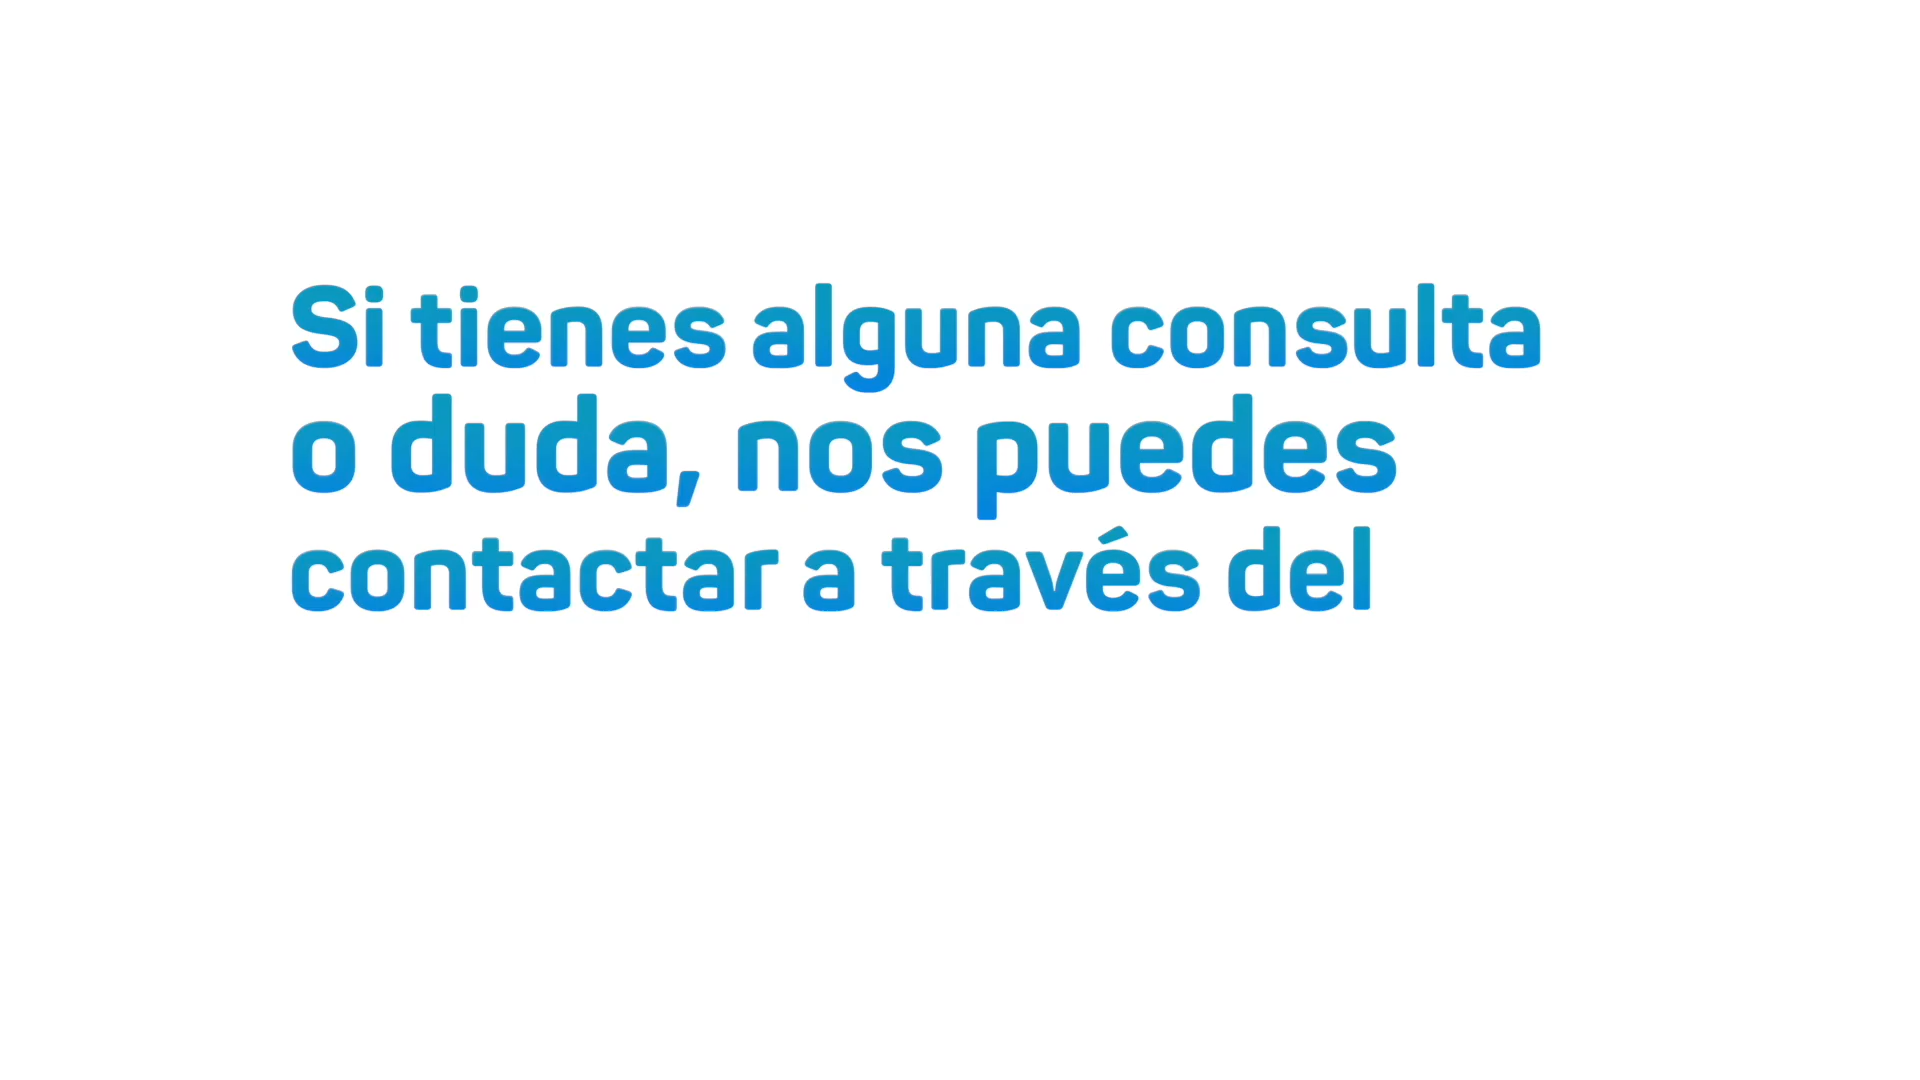 Si tienes alguna consulta
o duda, nos puedes
contactar a través del